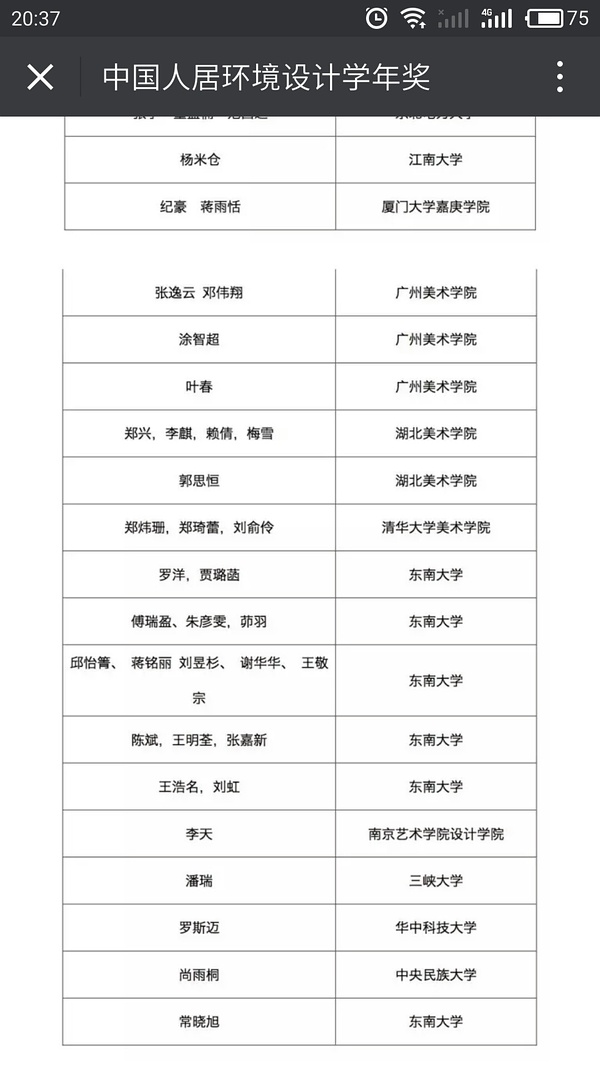 20:37 4G 75
中国人居环境设计学年奖
杨米仓 江南大学
纪豪 蒋雨恬 厦门大学嘉庚学院
张逸云 邓伟翔 广州美术学院
涂智超 广州美术学院
叶春 广州美术学院
郑兴，李麒，赖倩，梅雪 湖北美术学院
郭思恒 湖北美术学院
郑炜珊，郑琦蕾，刘俞伶 清华大学美术学院
罗洋，贾璐菡 东南大学
傅瑞盈、朱彦雯，茆羽 东南大学
邱怡箐、 蒋铭丽 刘昱杉、 谢华华、 王敬
宗 东南大学
陈斌，王明荃，张嘉新 东南大学
王浩名，刘虹 东南大学
李天 南京艺术学院设计学院
潘瑞 三峡大学
罗斯迈 华中科技大学
尚雨桐 中央民族大学
常晓旭 东南大学